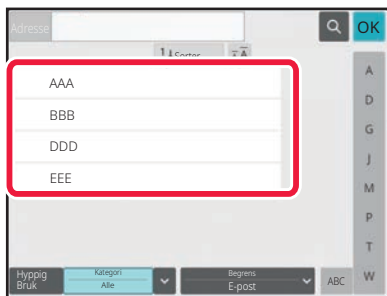 Adresse
OK
Sorter
AAA
BBB
DDD
EEE
A
D
G
J
M
P
T
W
Hyppig
Bruk
Kategori
Alle
Begrens
E-post
ABC